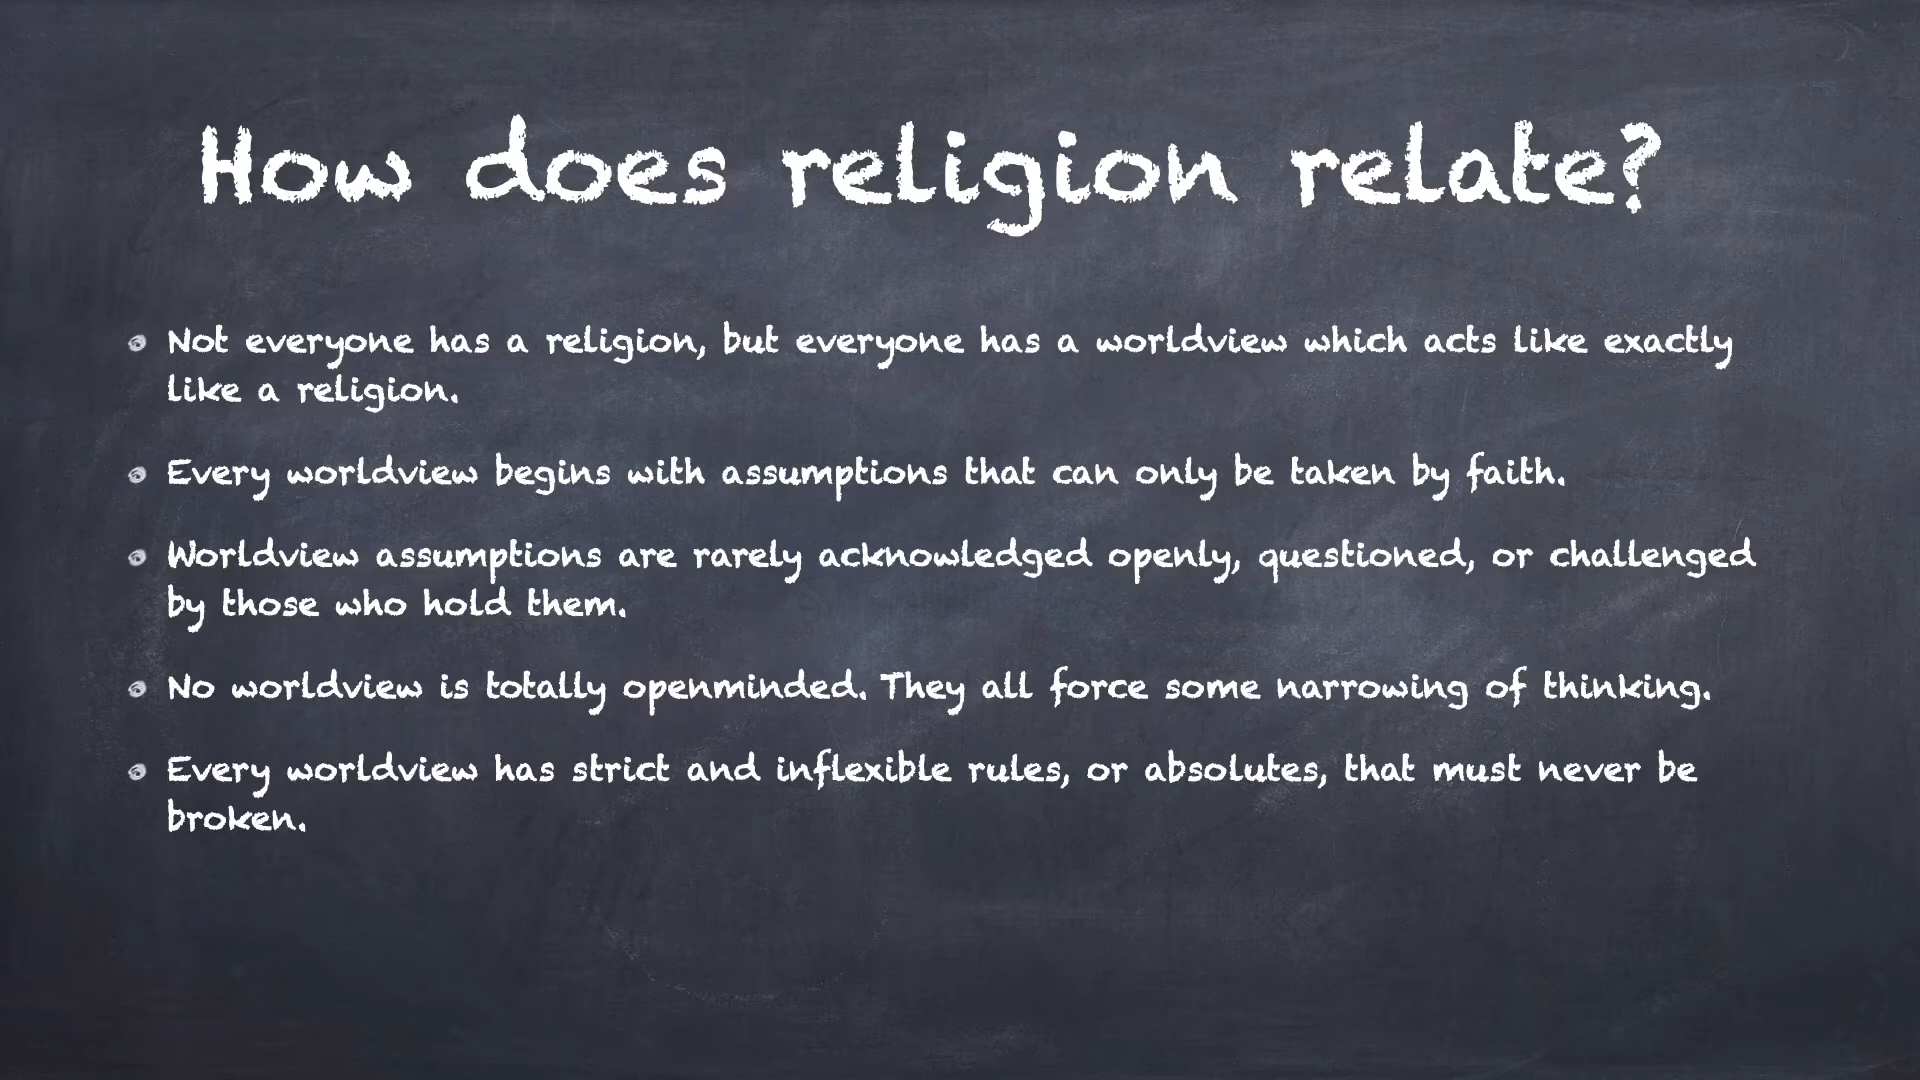 How does religion relate?
Not everyone has a religion, but everyone has a worldview which acts like exactly
like a religion.
Every worldview begins with assumptions that can only be taken by faith.
Worldview assumptions are rarely acknowledged openly, questioned, or challenged
by those who hold them.
No worldview is totally openminded. They all force some narrowing of thinking.
Every worldview has strict and inflexible rules, or absolutes, that must never be
broken.